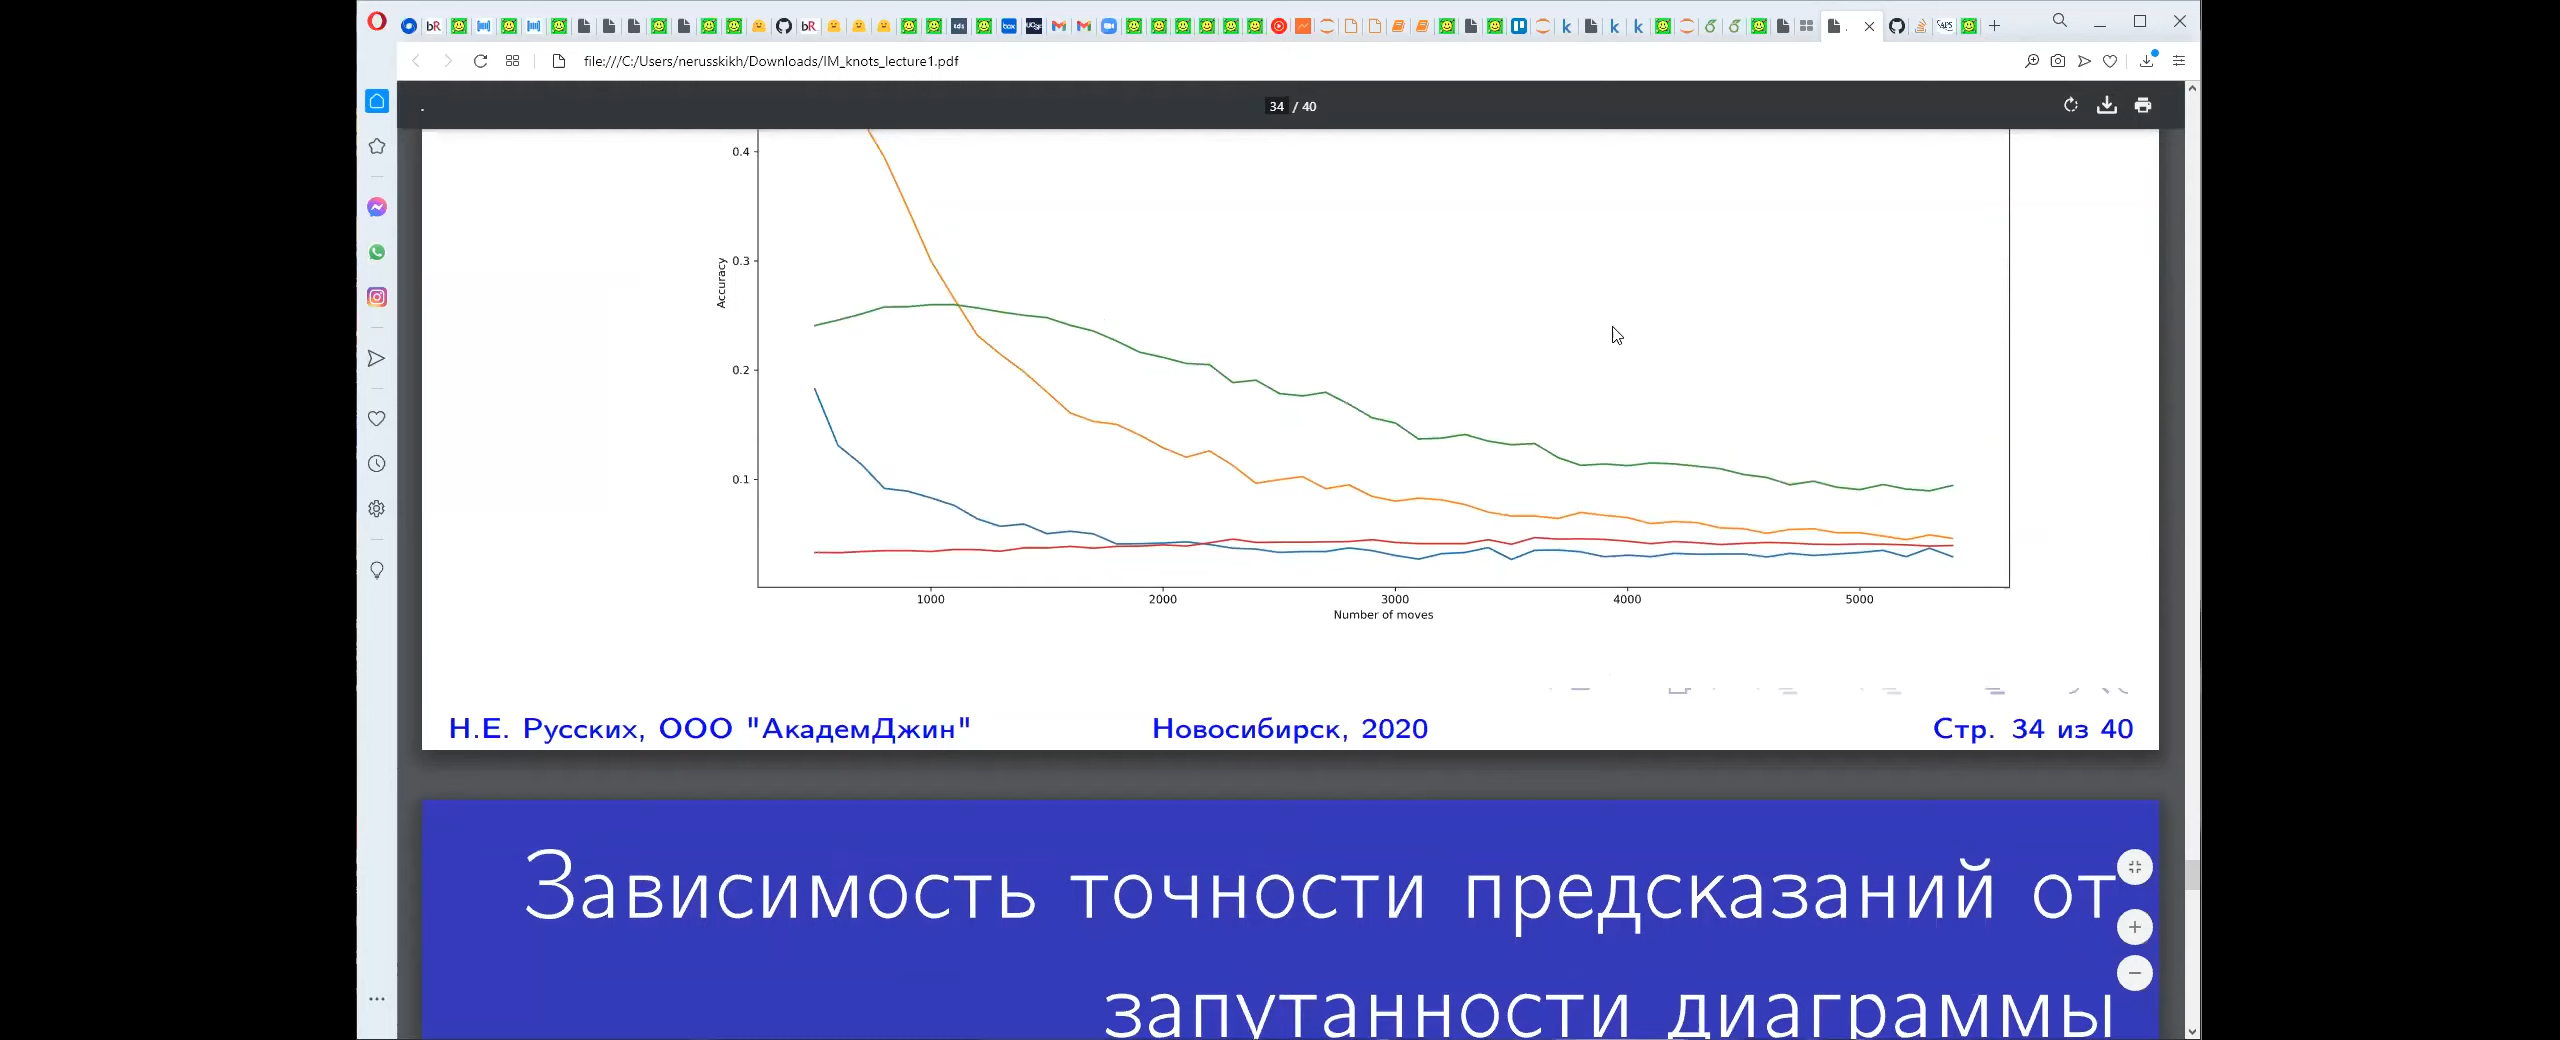 file:///C:/Users/nerusskikh/Downloads/IM_knots_lecture1.pdf
34 / 40
0.4
0.3
0.2
0.1
Accuracy
1000 2000 3000 4000 5000
Number of moves
Н.Е. Русских, ООО "АкадемДжин" Новосибирск, 2020 Стр. 34 из 40
Зависимость точности предсказаний от
запутанности диаграммы